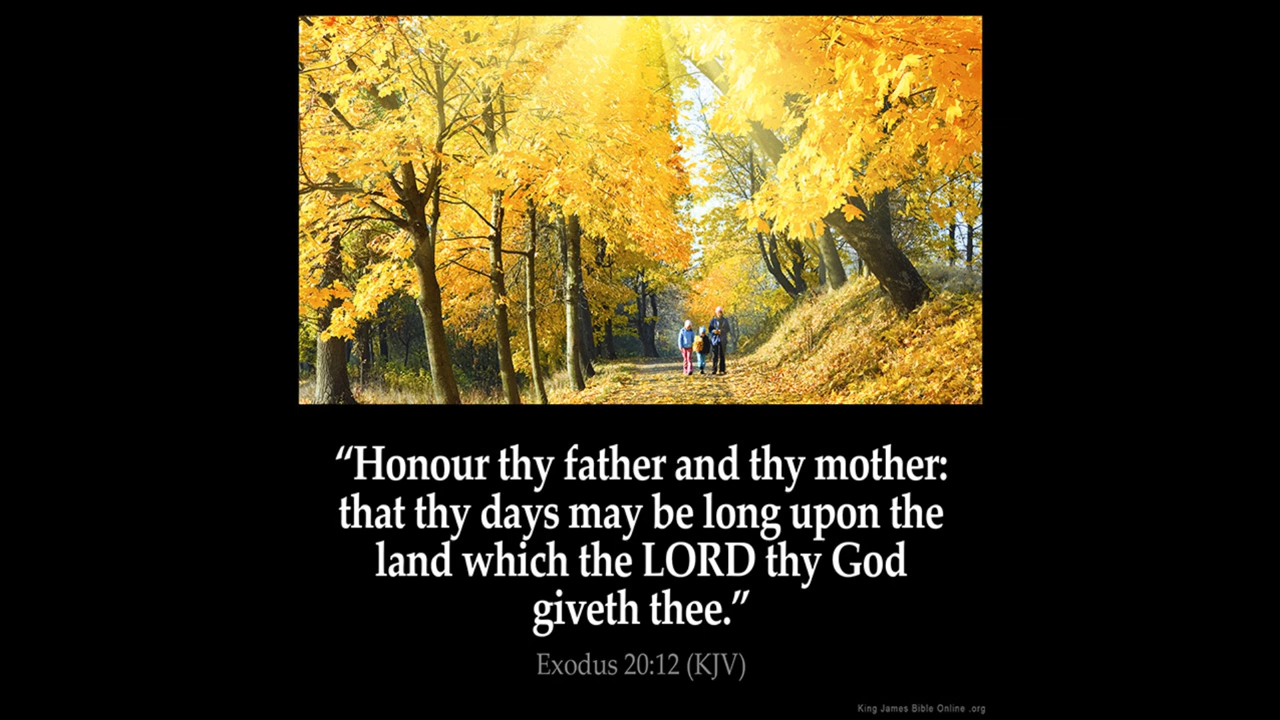 “Honour thy father and thy mother:
that thy days may be long upon the
land which the LORD thy God
giveth thee.”
Exodus 20:12 (KJV)
King James Bible Online .org